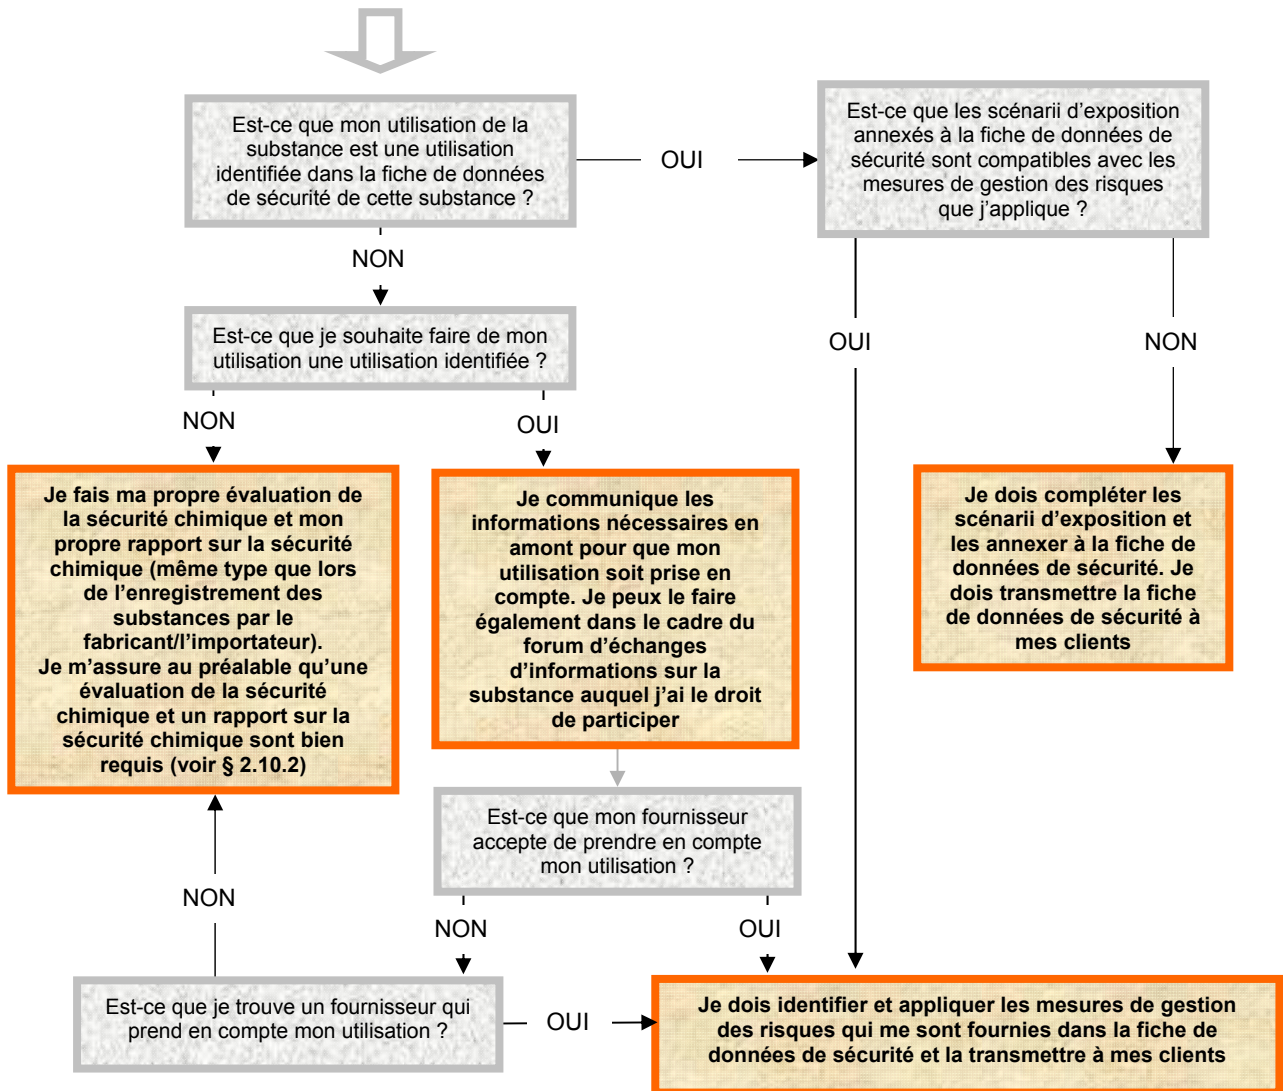 Est-ce que mon utilisation de la
substance est une utilisation
identifiée dans la fiche de données
de sécurité de cette substance ?
OUI
Est-ce que les scénarii d'exposition
annexés à la fiche de données de
sécurité sont compatibles avec les
mesures de gestion des risques
que j'applique ?
NON
Est-ce que je souhaite faire de mon
utilisation une utilisation identifiée ?
OUI
NON
NON
OUI
Je fais ma propre évaluation de
la sécurité chimique et mon
propre rapport sur la sécurité
chimique (même type que lors
de l'enregistrement des
substances par le
fabricant/l'importateur).
Je m'assure au préalable qu'une
évaluation de la sécurité
chimique et un rapport sur la
sécurité chimique sont bien
requis (voir § 2.10.2)
Je communique les
informations nécessaires en
amont pour que mon
utilisation soit prise en
compte. Je peux le faire
également dans le cadre du
forum d'échanges
d'informations sur la
substance auquel j'ai le droit
de participer
Je dois compléter les
scénarii d'exposition et
les annexer à la fiche de
données de sécurité. Je
dois transmettre la fiche
de données de sécurité à
mes clients
Est-ce que mon fournisseur
accepte de prendre en compte
mon utilisation ?
NON
NON
OUI
Est-ce que je trouve un fournisseur qui
prend en compte mon utilisation ?
OUI
Je dois identifier et appliquer les mesures de gestion
des risques qui me sont fournies dans la fiche de
données de sécurité et la transmettre à mes clients